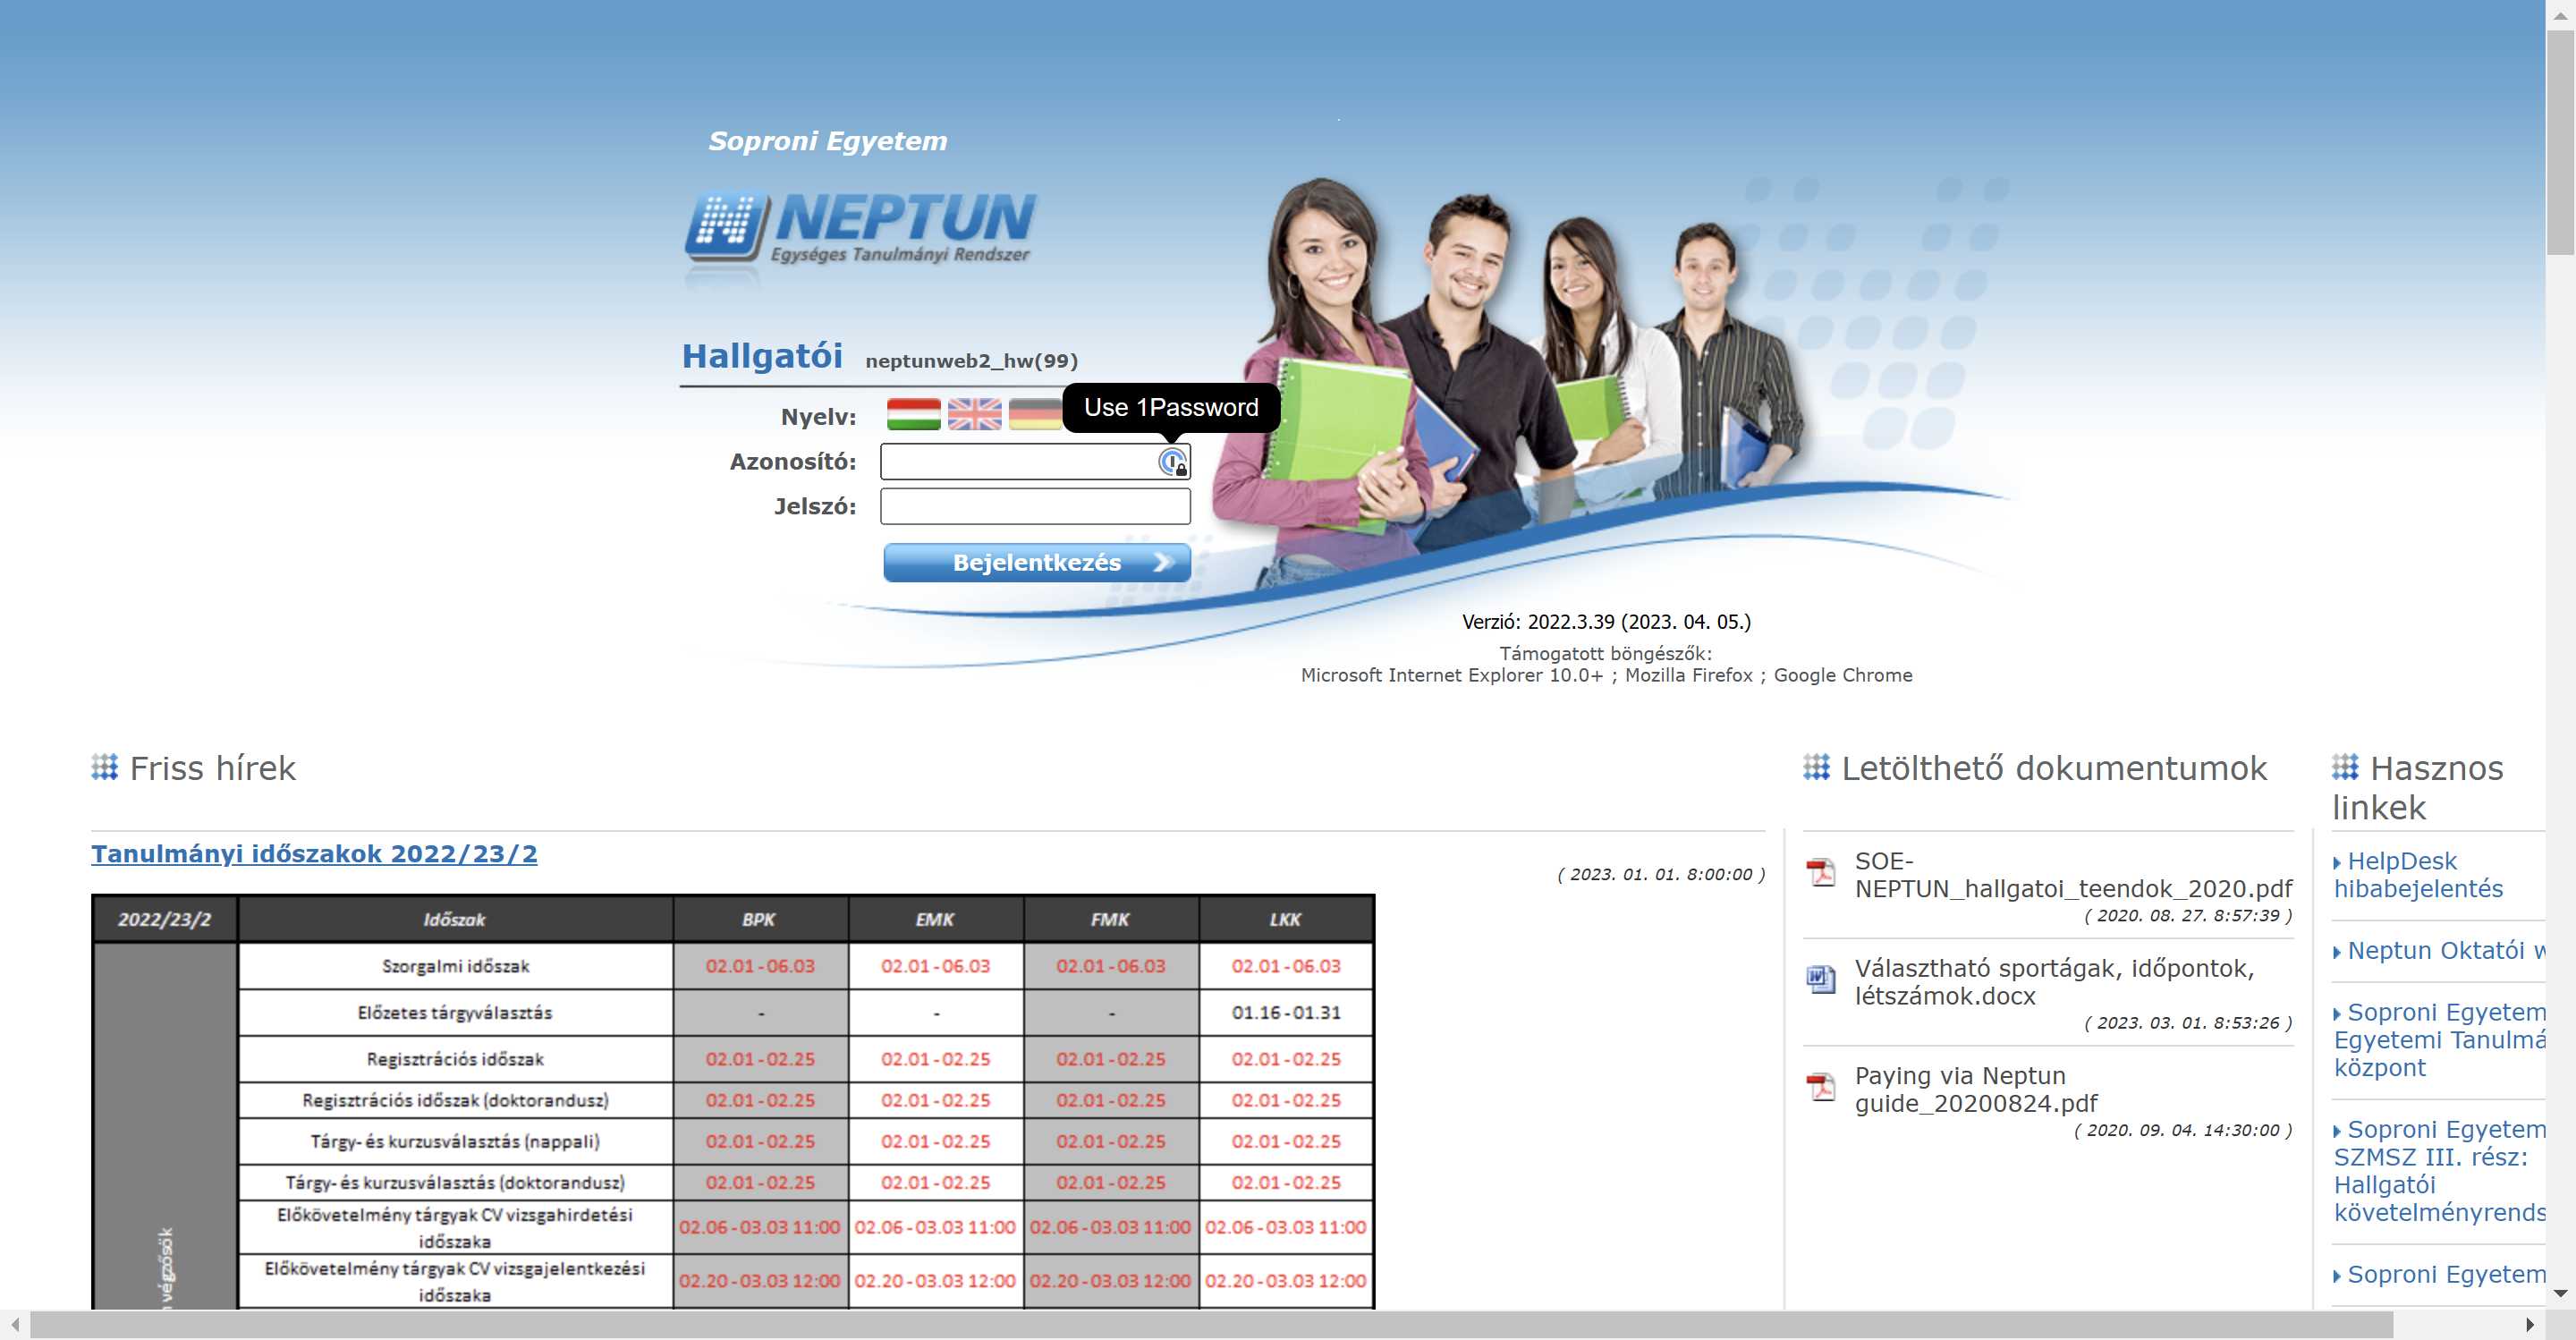 Soproni Egyetem
NEPTUN
Egységes Tanulmányi Rendszer
Hallgatói neptunweb2_hw(99)
Use 1Password
Nyelv:
Azonosító:
Jelszó:
Bejelentkezés
Verzió: 2022.3.39 (2023. 04. 05.)
Támogatott böngészők:
Microsoft Internet Explorer 10.0+ ; Mozilla Firefox ; Google Chrome
Friss hírek
Tanulmányi időszakok 2022/23/2
( 2023. 01. 01. 8:00:00 )
2022/23/2 Időszak BPK EMK FMK LKK
Szorgalmi időszak 02.01-06.03 02.01-06.03 02.01-06.03 02.01-06.03
Előzetes tárgyválasztás - - - 01.16-01.31
Regisztrációs időszak 02.01-02.25 02.01-02.25 02.01-02.25 02.01-02.25
Regisztrációs időszak (doktorandusz) 02.01-02.25 02.01-02.25 02.01-02.25 02.01-02.25
Tárgy- és kurzusválasztás (nappali) 02.01-02.25 02.01-02.25 02.01-02.25 02.01-02.25
Tárgy- és kurzusválasztás (doktorandusz) 02.01-02.25 02.01-02.25 02.01-02.25 02.01-02.25
Előkövetelmény tárgyak CV vizsgahirdetési
időszaka 02.06-03.03 11:00 02.06-03.03 11:00 02.06-03.03 11:00 02.06-03.03 11:00
Előkövetelmény tárgyak CV vizsgajelentkezési
időszaka 02.20-03.03 12:00 02.20-03.03 12:00 02.20-03.03 12:00 02.20-03.03 12:00
végzősök
Letölthető dokumentumok
SOE-
NEPTUN_hallgatoi_teendok_2020.pdf
( 2020. 08. 27. 8:57:39 )
Választható sportágak, időpontok,
létszámok.docx
( 2023. 03. 01. 8:53:26 )
Paying via Neptun
guide_20200824.pdf
( 2020. 09. 04. 14:30:00 )
Hasznos
linkek
HelpDesk
hibabejelentés
Neptun Oktatói w
Soproni Egyetem
Egyetemi Tanulmá
központ
Soproni Egyetem
SZMSZ III. rész:
Hallgatói
követelményrends
Soproni Egyetem